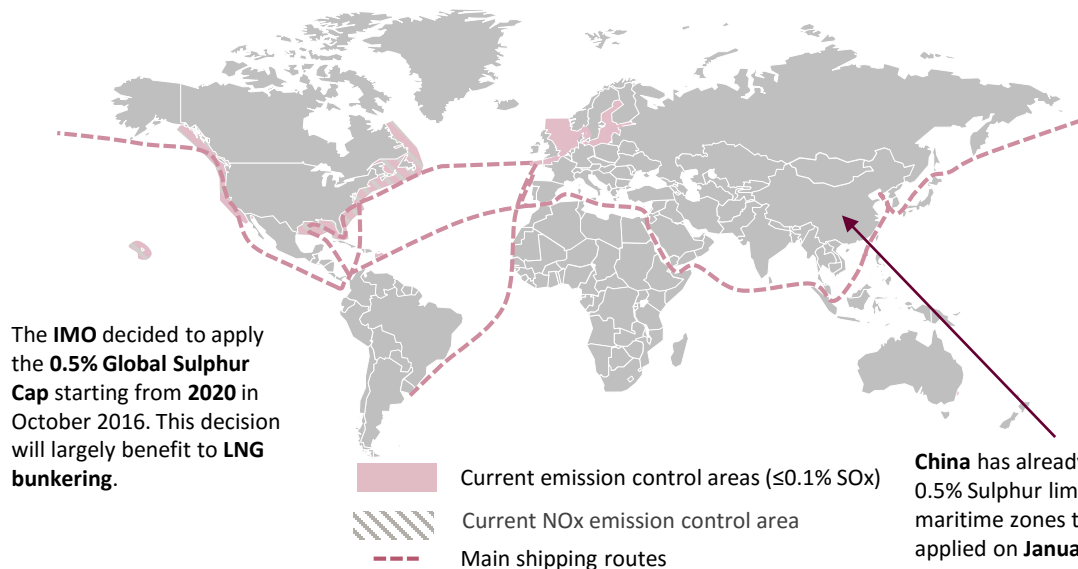 The IMO decided to apply
the 0.5% Global Sulphur
Cap starting from 2020 in
October 2016. This decision
will largely benefit to LNG
bunkering.
Current emission control areas (≤0.1% SOx)
Current NOx emission control area
Main shipping routes
China has already
0.5% Sulphur lim
maritime zones t
applied on Janua